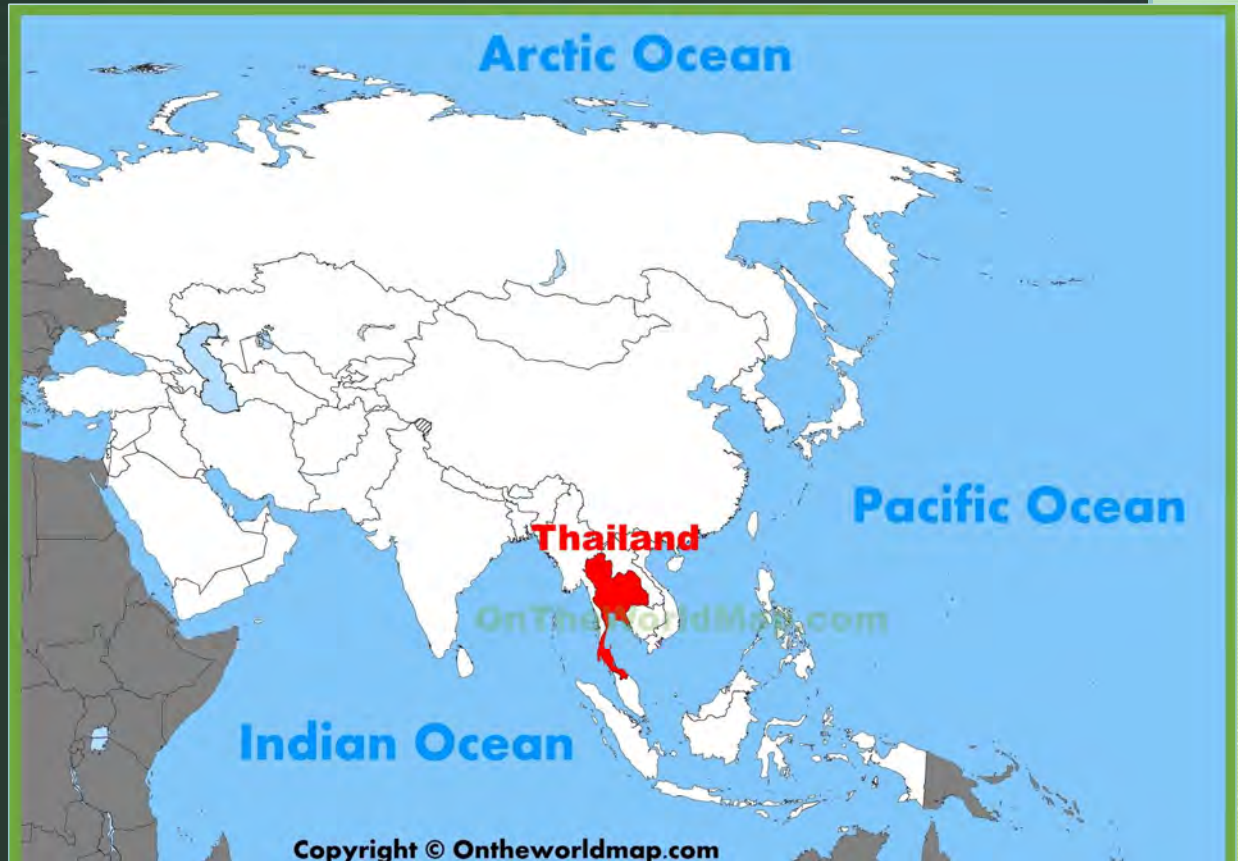 Arctic Ocean
Pacific Ocean
Thailand
OnTheWorldMap.com
Indian Ocean
Copyright © Ontheworldmap.com